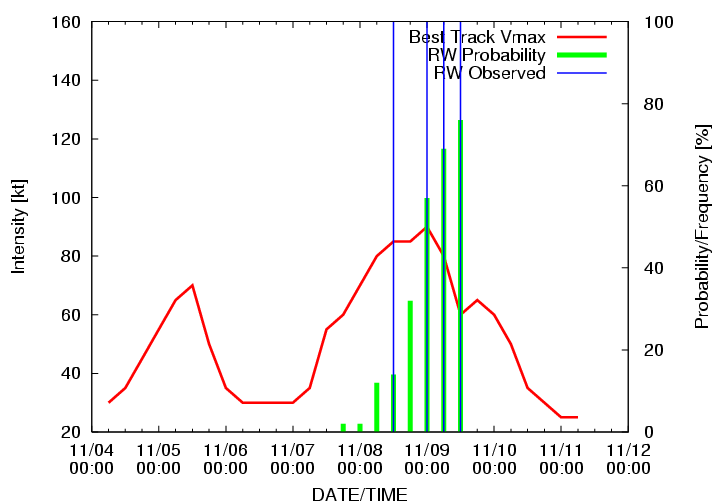 160
140
120
100
80
60
40
20
Intensity [kt]
100
80
60
40
20
0
Probability/Frequency [%]
Best Track Vmax
RW Probability
RW Observed
11/04 11/05 11/06 11/07 11/08 11/09 11/10 11/11 11/12
00:00 00:00 00:00 00:00 00:00 00:00 00:00 00:00 00:00
DATE/TIME